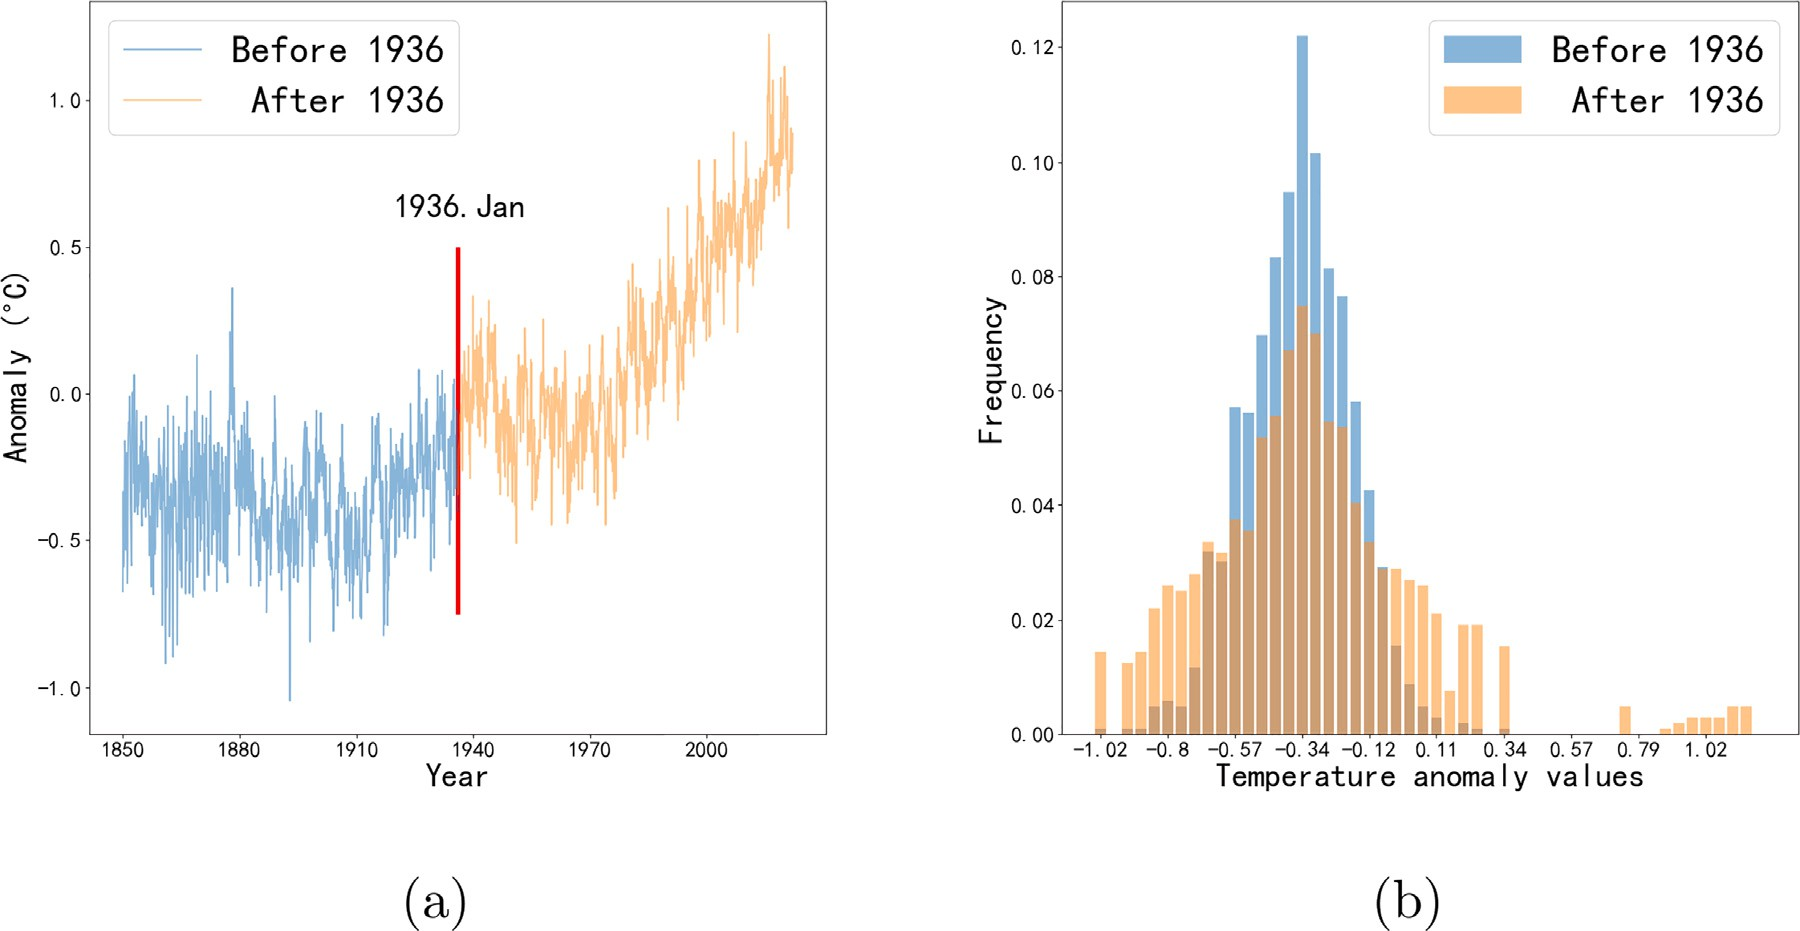 Before 1936
After 1936
1936. Jan
1.0
0.5
0.0
−0.5
−1.0
Anomaly (°C)
1850 1880 1910 1940 1970 2000
Year
(a)
Before 1936
After 1936
0.12
0.10
0.08
0.06
0.04
0.02
0.00
Frequency
−1.02 −0.8 −0.57 −0.34 −0.12 0.11 0.34 0.57 0.79 1.02
Temperature anomaly values
(b)